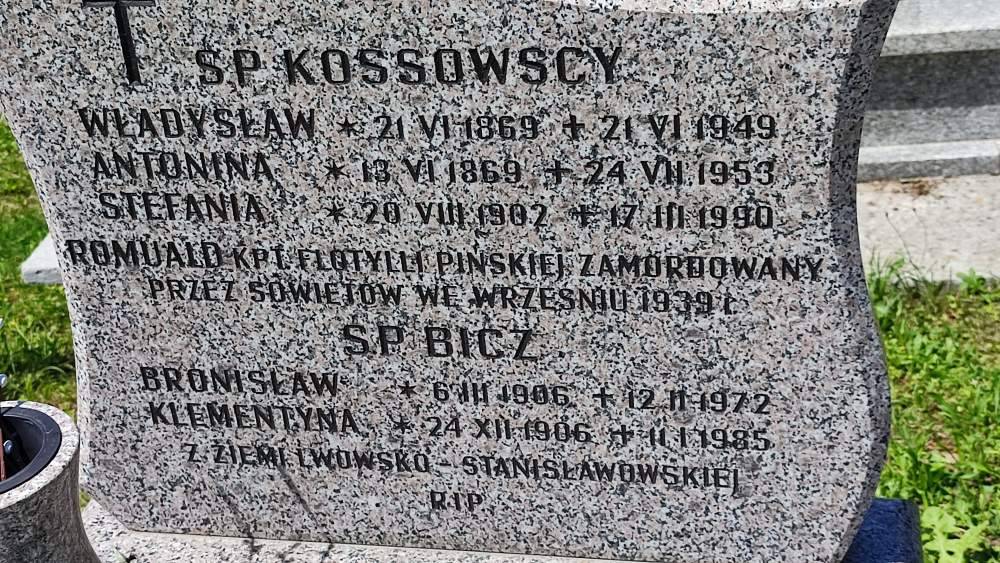 SP. KOSSOWSCY
WŁADYSŁAW * 21 VI 1869 + 21 VI 1949
ANTONINA * 13 VI 1869 + 24 VII 1953
STEFANIA * 20 VIII 1902 + 17 III 1990
ROMUALD KPT. FLOTYLLI PIŃSKIEJ ZAMORDOWANY
PRZEZ SOWIETÓW WE WRZEŚNIU 1939 r.
SP. BICZ
BRONISŁAW * 6 III 1906 + 12 II 1972
KLEMENTYNA * 24 XII 1906 + 11 I 1985
Z ZIEMI LWOWSKO - STANISŁAWOWSKIEJ
RIP